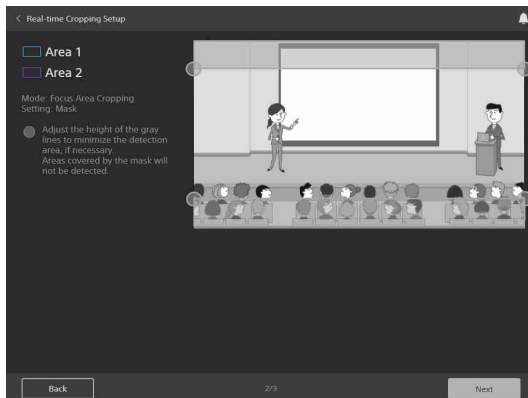 Real-time Cropping Setup
Area 1
Area 2
Mode: Focus Area Cropping
Setting: Mask
Adjust the height of the gray
lines to minimize the detection
area, if necessary.
Areas covered by the mask will
not be detected.
Back
2/3
Next